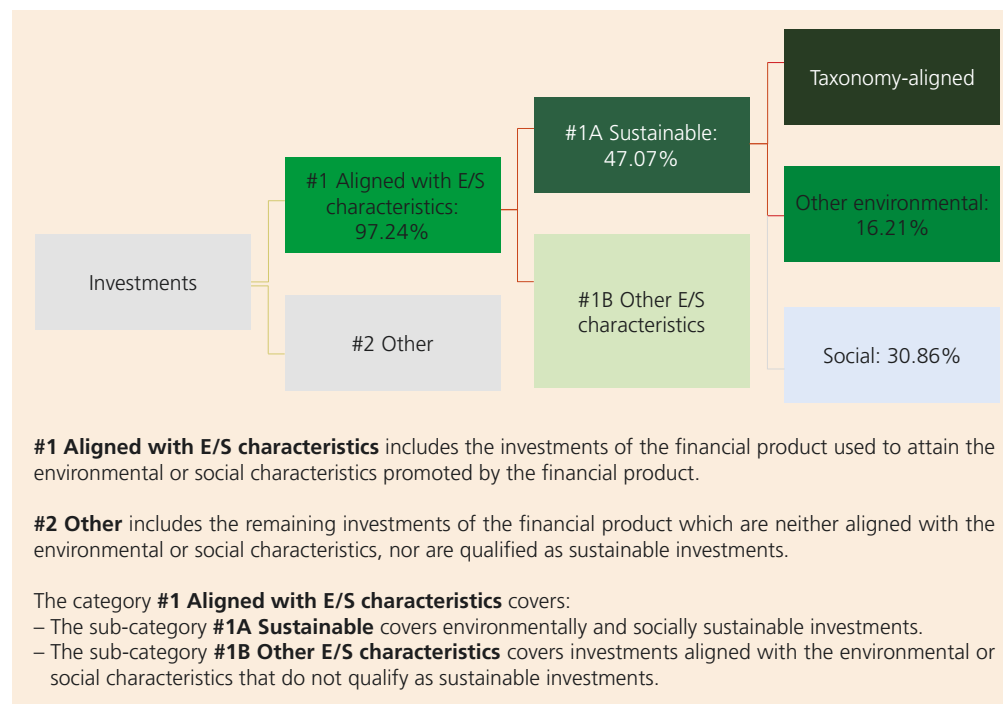 Investments
#1 Aligned with E/S
characteristics:
97.24%
#2 Other
#1A Sustainable:
47.07%
#1B Other E/S
characteristics
Taxonomy-aligned
Other environmental:
16.21%
Social: 30.86%
#1 Aligned with E/S characteristics includes the investments of the financial product used to attain the
environmental or social characteristics promoted by the financial product.
#2 Other includes the remaining investments of the financial product which are neither aligned with the
environmental or social characteristics, nor are qualified as sustainable investments.
The category #1 Aligned with E/S characteristics covers:
– The sub-category #1A Sustainable covers environmentally and socially sustainable investments.
– The sub-category #1B Other E/S characteristics covers investments aligned with the environmental or
social characteristics that do not qualify as sustainable investments.